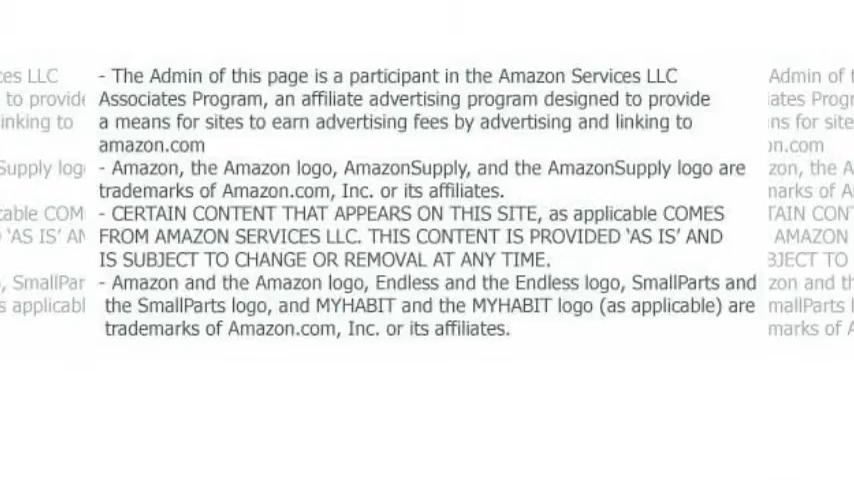 - The Admin of this page is a participant in the Amazon Services LLC
Associates Program, an affiliate advertising program designed to provide
a means for sites to earn advertising fees by advertising and linking to
amazon.com
- Amazon, the Amazon logo, AmazonSupply, and the AmazonSupply logo are
trademarks of Amazon.com, Inc. or its affiliates.
- CERTAIN CONTENT THAT APPEARS ON THIS SITE, as applicable COMES
FROM AMAZON SERVICES LLC. THIS CONTENT IS PROVIDED ‘AS IS’ AND
IS SUBJECT TO CHANGE OR REMOVAL AT ANY TIME.
- Amazon and the Amazon logo, Endless and the Endless logo, SmallParts and
the SmallParts logo, and MYHABIT and the MYHABIT logo (as applicable) are
trademarks of Amazon.com, Inc. or its affiliates.